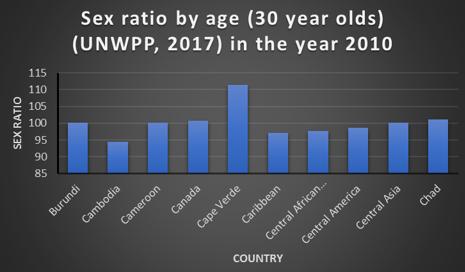 Sex ratio by age (30 year olds)
(UNWPP, 2017) in the year 2010
115
110
105
100
95
90
85
SEX RATIO
Burundi
Cambodia
Cameroon
Canada
Cape Verde
Caribbean
Central African...
Central America
Central Asia
Chad
COUNTRY